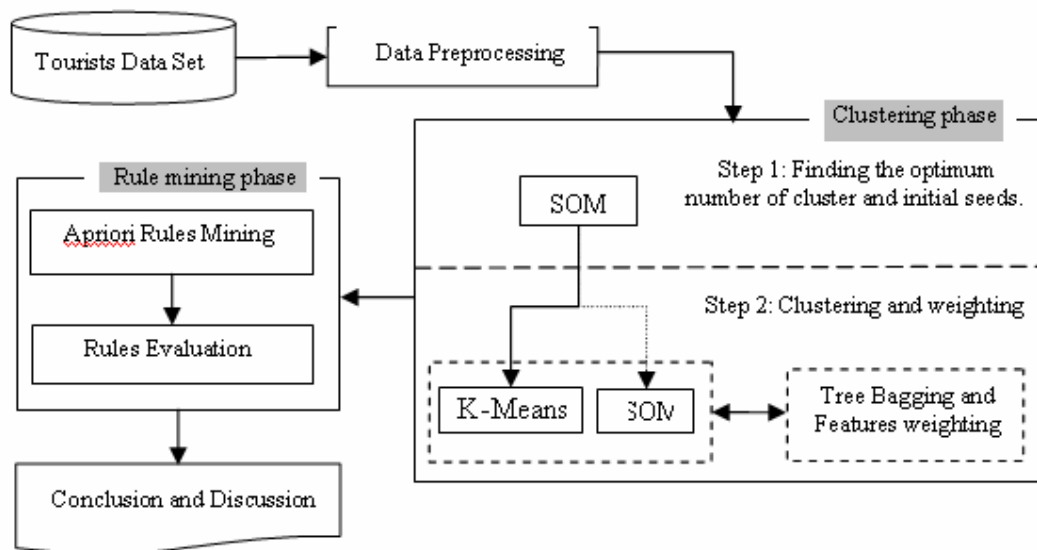 Tourists Data Set
Data Preprocessing
Clustering phase
Step 1: Finding the optimum
number of cluster and initial seeds.
SOM
Step 2: Clustering and weighting
K-Means
SOM
Tree Bagging and
Features weighting
Rule mining phase
Apriori Rules Mining
Rules Evaluation
Conclusion and Discussion